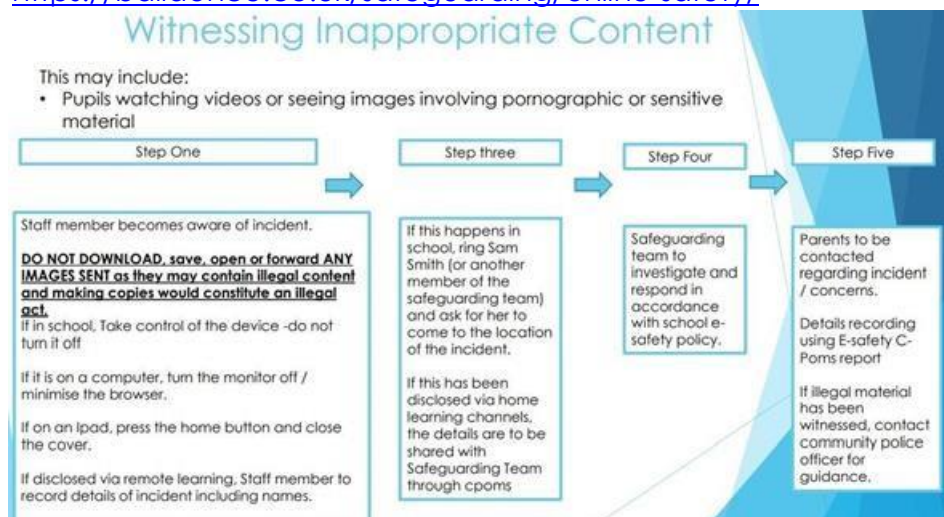 Witnessing Inappropriate Content
This may include:
• Pupils watching videos or seeing images involving pornographic or sensitive
material
Step One
Staff member becomes aware of incident.
DO NOT DOWNLOAD, save, open or forward ANY
IMAGES SENT as they may contain illegal content
and making copies would constitute an illegal
act.
If in school, Take control of the device -do not
turn it off
If it is on a computer, turn the monitor off /
minimise the browser.
If on an Ipad, press the home button and close
the cover.
If disclosed via remote learning, Staff member to
record details of incident including names.
Step three
If this happens in
school, ring Sam
Smith (or another
member of the
safeguarding team)
and ask for her to
come to the location
of the incident.
If this has been
disclosed via home
learning channels,
the details are to be
shared with
Safeguarding Team
through cpoms
Step Four
Safeguarding
team to
investigate and
respond in
accordance
with school e-
safety policy.
Step Five
Parents to be
contacted
regarding incident
/ concerns.
Details recording
using E-safety C-
Poms report
If illegal material
has been
witnessed, contact
community police
officer for
guidance.